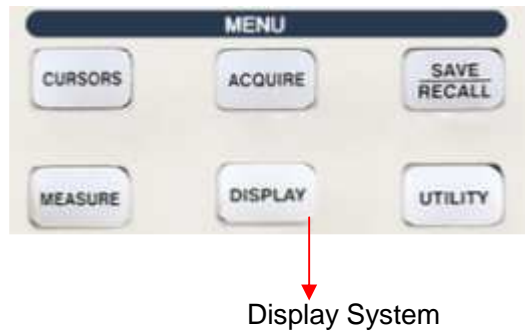 MENU
CURSORS ACQUIRE SAVE
RECALL
MEASURE DISPLAY UTILITY
Display System